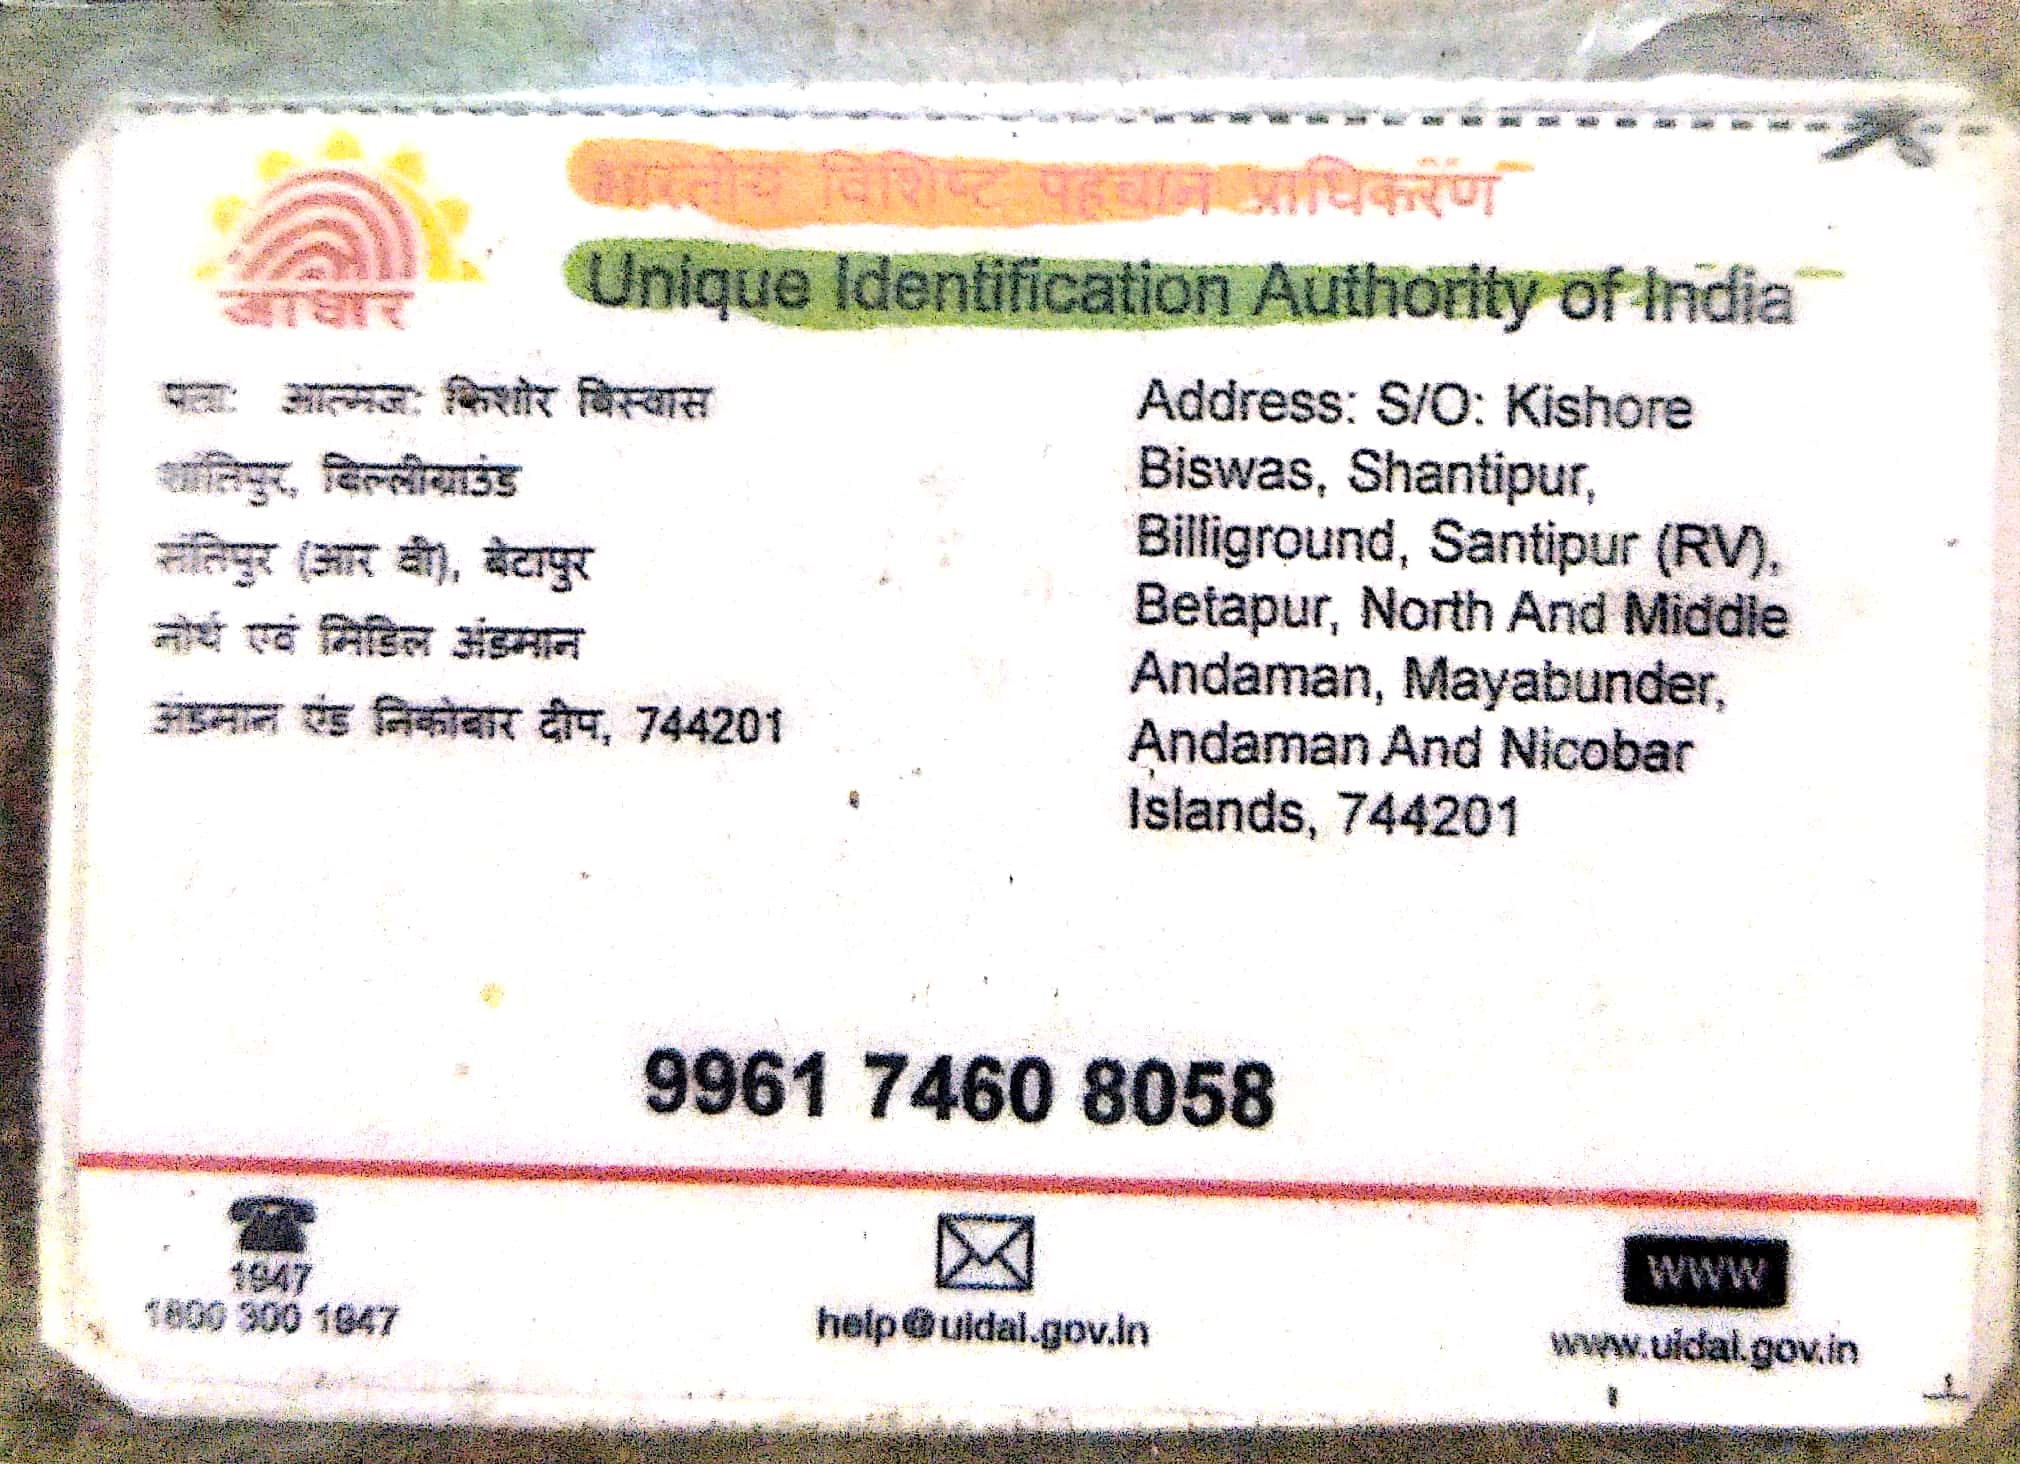 आधार
भारतीय विशिष्ट पहचान प्राधिकरण
Unique Identification Authority of India
पताः आत्मजः किशोर बिस्वास
शांतिपुर, बिल्लीग्राउंड
संतिपुर (आर वी), बेटापुर
नोर्थ एवं मिडिल अंडमान
अंडमान एंड निकोबार दीप, 744201
Address: S/O: Kishore
Biswas, Shantipur,
Billiground, Santipur (RV),
Betapur, North And Middle
Andaman, Mayabunder,
Andaman And Nicobar
Islands, 744201
9961 7460 8058
1947
1800 300 1947
help@uidai.gov.in
www
www.uidai.gov.in